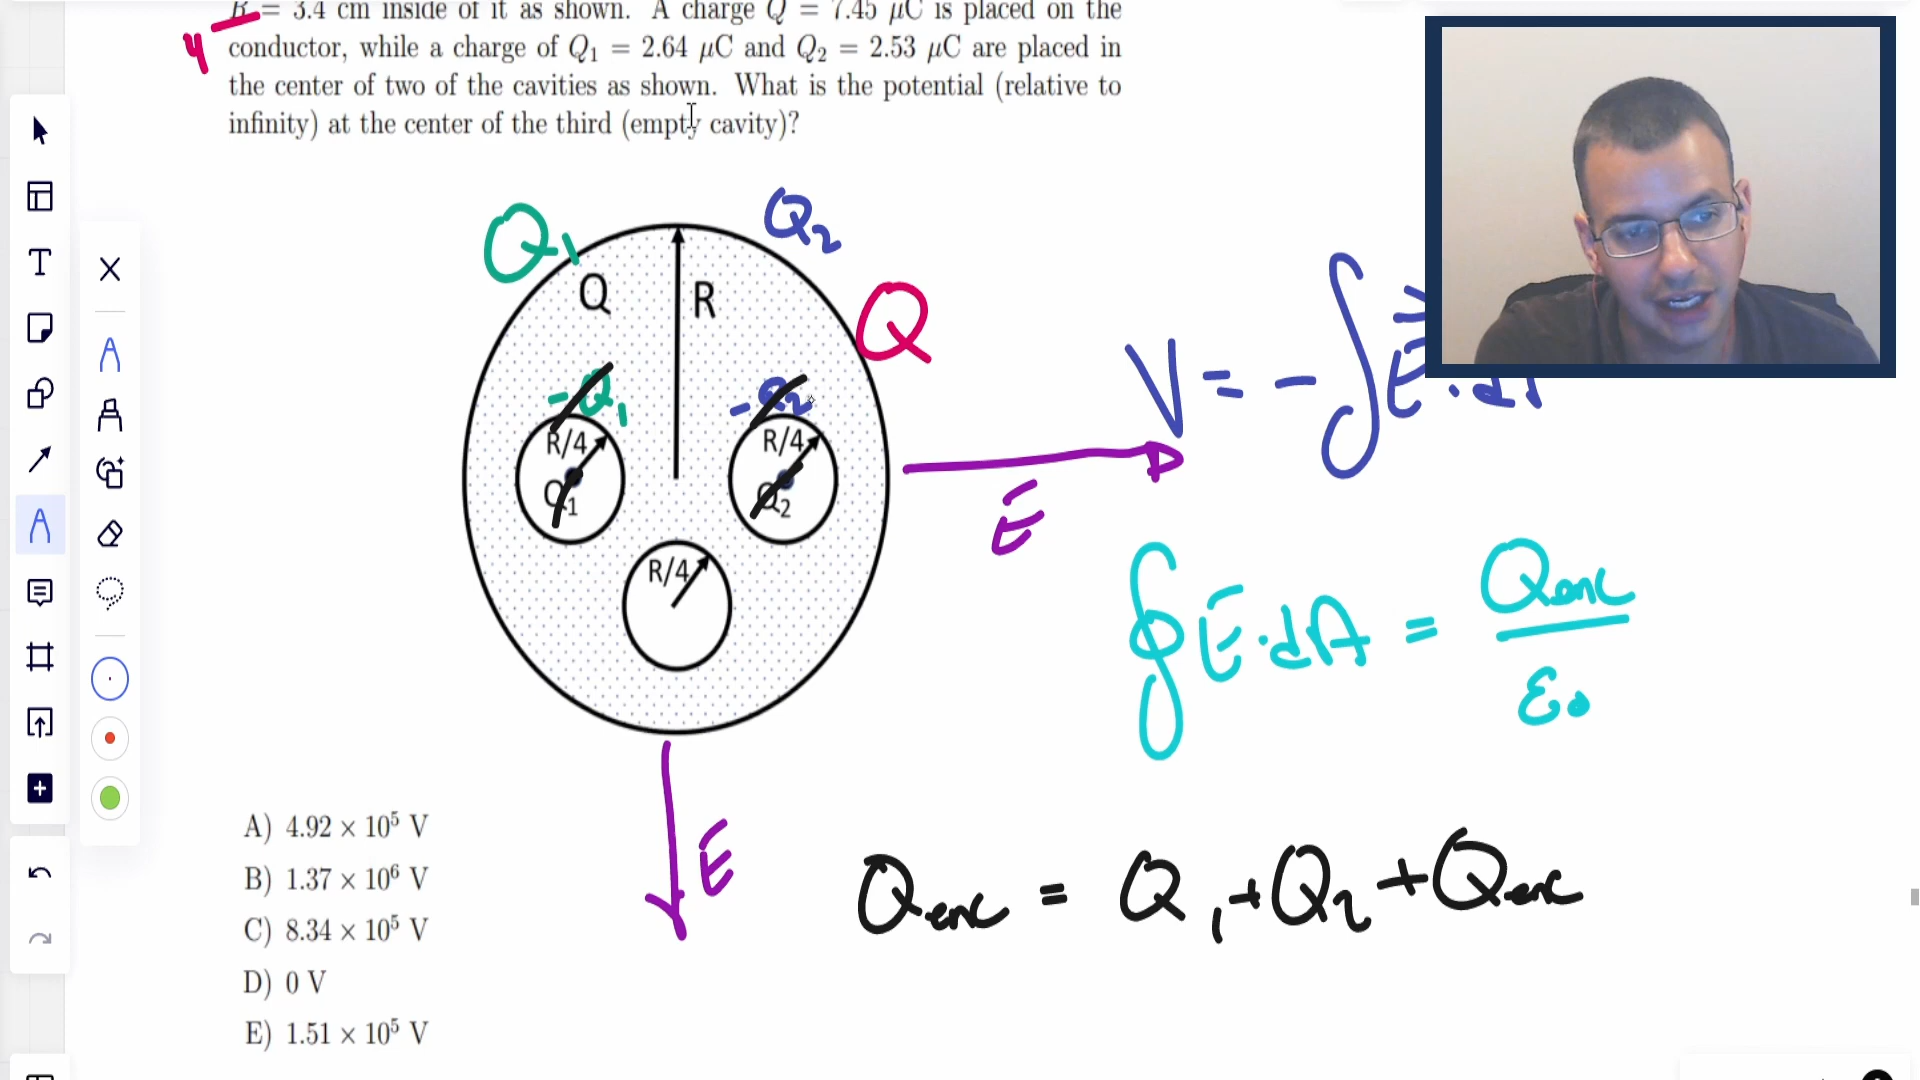 = 3.4 cm inside of it as shown. A charge Q = 7.45 μC is placed on the
4
conductor, while a charge of Q₁ = 2.64 μC and Q₂ = 2.53 μC are placed in
the center of two of the cavities as shown. What is the potential (relative to
infinity) at the center of the third (empty cavity)?
Q₁
Q₂
Q
R
Q
-Q₁
-Q₂
R/4
R/4
Q₁
Q₂
R/4
V = -∫E·dr
E
∮E·dA = Qenc
ε₀
E
Qenc = Q₁+Q₂+Qenc
A) 4.92 × 10⁵ V
B) 1.37 × 10⁶ V
C) 8.34 × 10⁵ V
D) 0 V
E) 1.51 × 10⁵ V